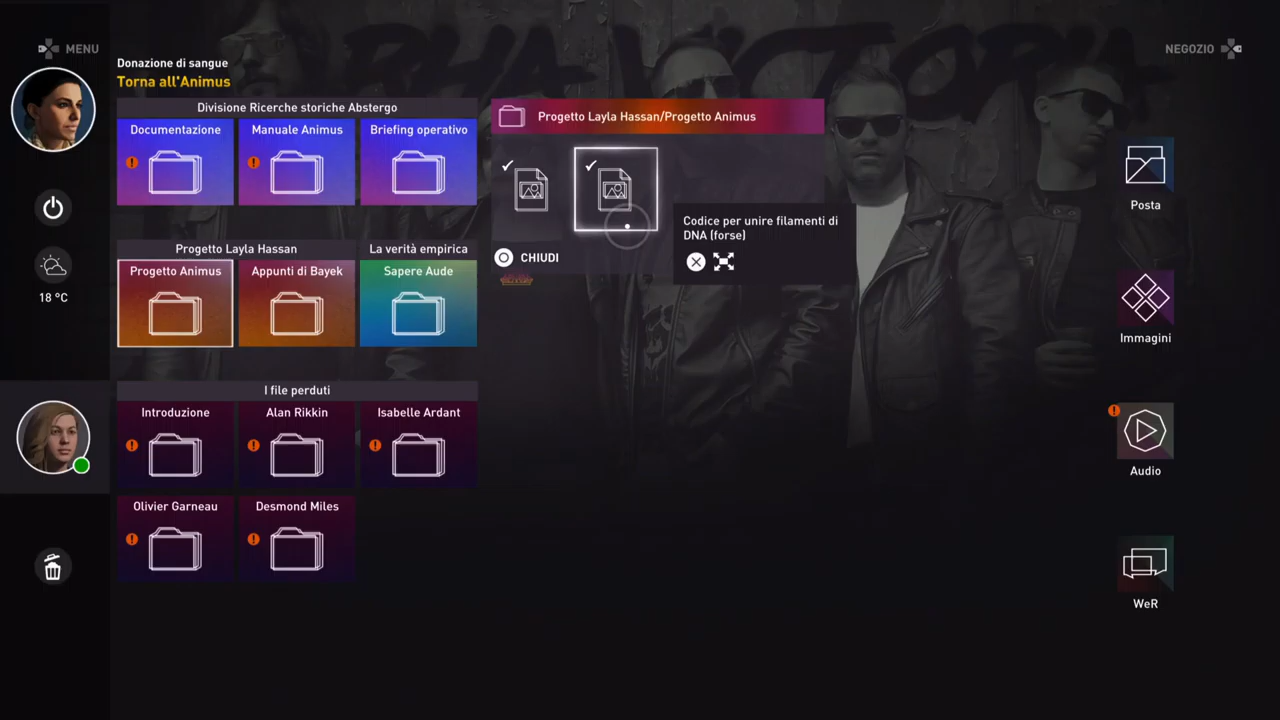 MENU
NEGOZIO
Donazione di sangue
Torna all'Animus
Divisione Ricerche storiche Abstergo
Documentazione
Manuale Animus
Briefing operativo
Progetto Layla Hassan
La verità empirica
Progetto Animus
Appunti di Bayek
Sapere Aude
I file perduti
Introduzione
Alan Rikkin
Isabelle Ardant
Olivier Garneau
Desmond Miles
18 °C
Progetto Layla Hassan/Progetto Animus
Codice per unire filamenti di
DNA (forse)
CHIUDI
Posta
Immagini
Audio
WeR